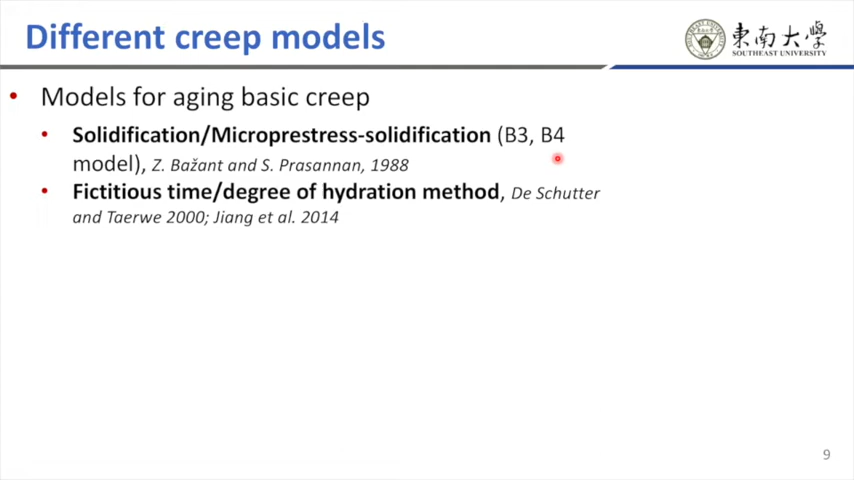 Different creep models
東南大學
SOUTHEAST UNIVERSITY
• Models for aging basic creep
• Solidification/Microprestress-solidification (B3, B4
model), Z. Bažant and S. Prasannan, 1988
• Fictitious time/degree of hydration method, De Schutter
and Taerwe 2000; Jiang et al. 2014
9